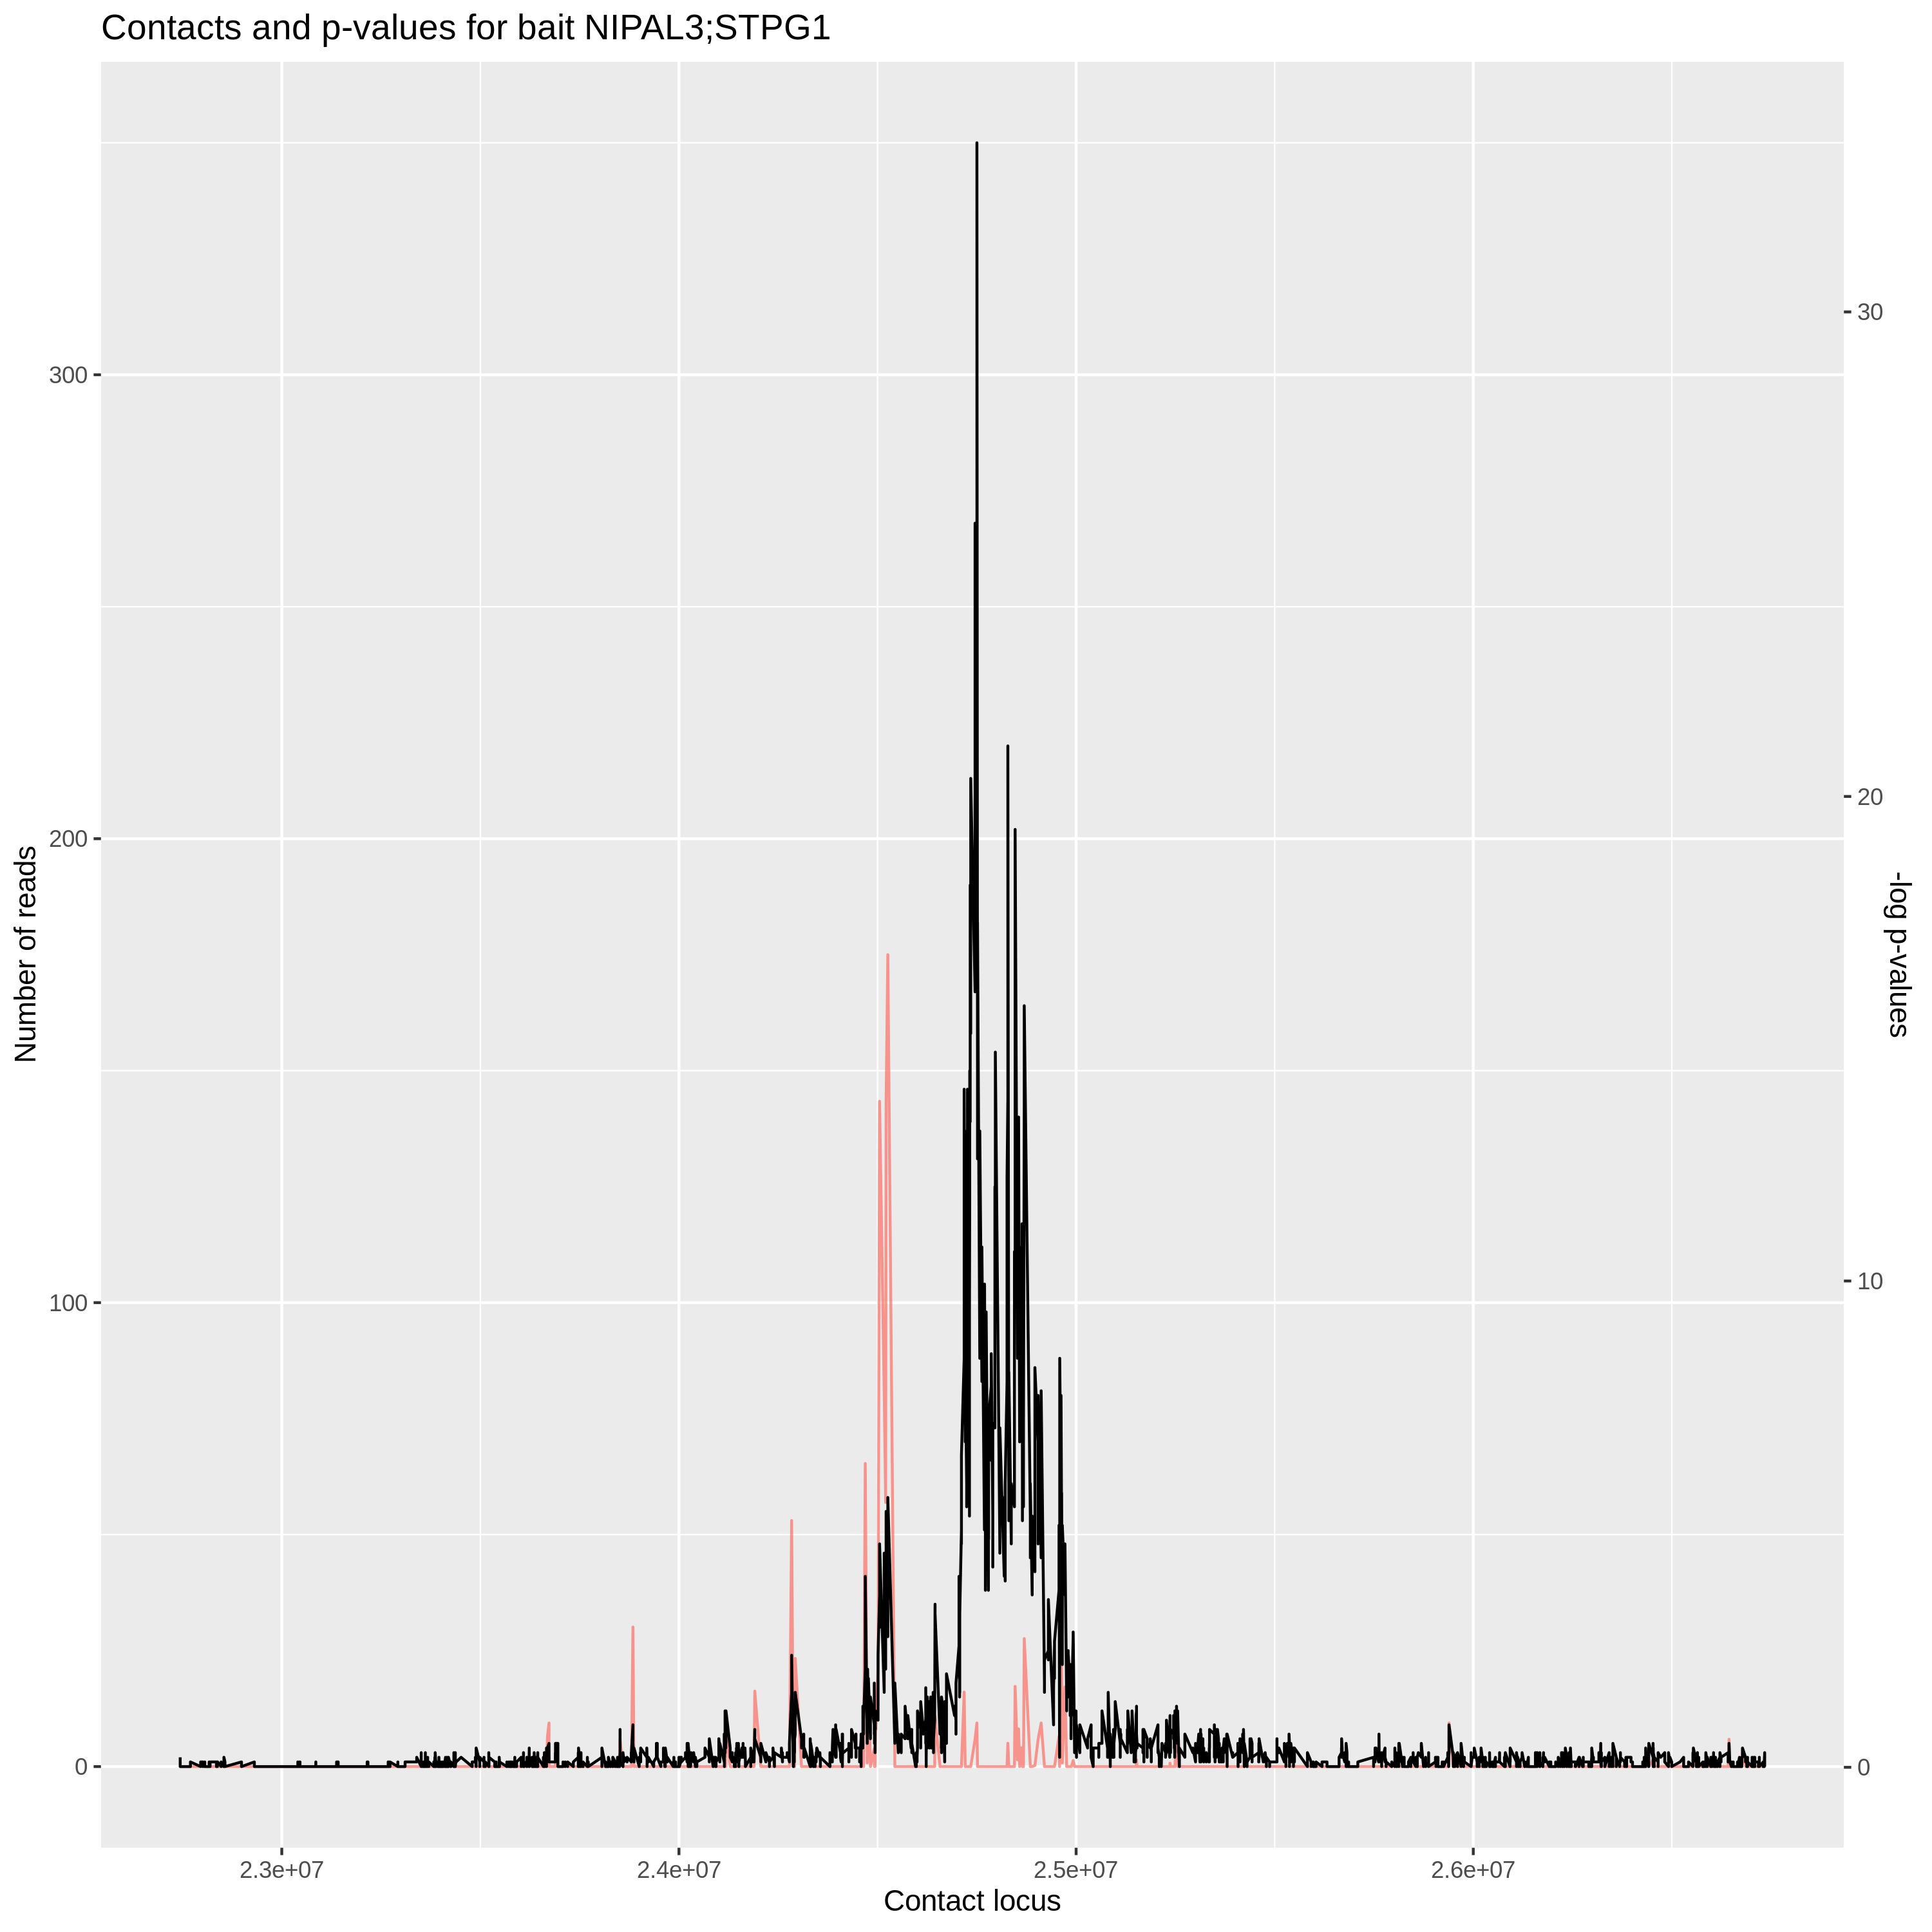 Contacts and p-values for bait NIPAL3;STPG1
Number of reads
300
200
100
0
30
20
10
0
-log p-values
2.3e+07
2.4e+07
2.5e+07
2.6e+07
Contact locus